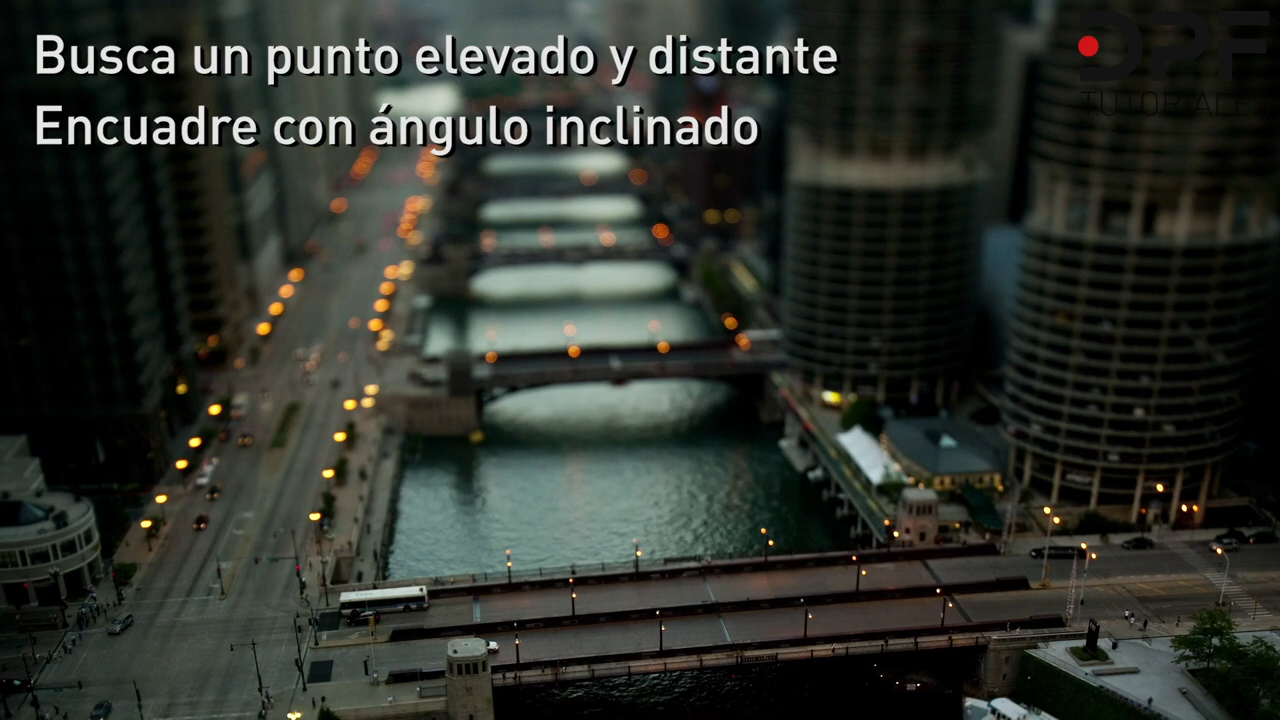 Busca un punto elevado y distante
Encuadre con ángulo inclinado
DPF
TUTORIALES